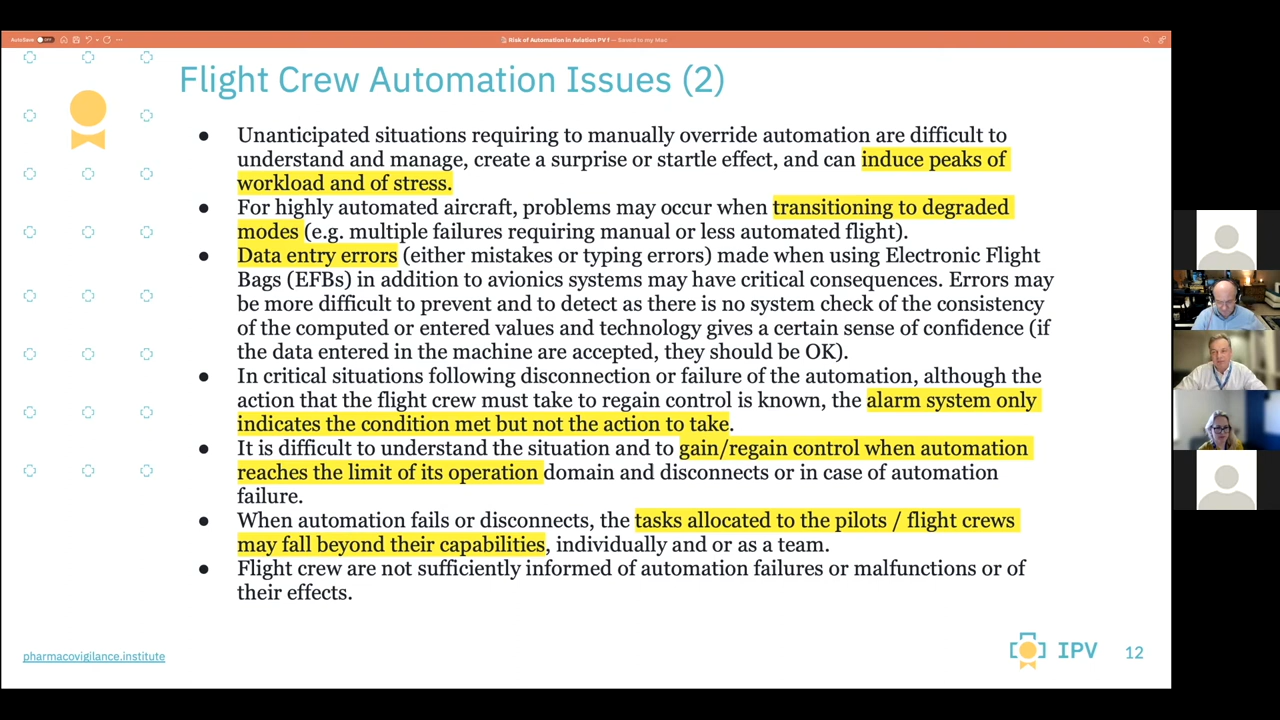 AutoSave OFF
Risk of Automation in Aviation PV f — Saved to my Mac
Flight Crew Automation Issues (2)
● Unanticipated situations requiring to manually override automation are difficult to
understand and manage, create a surprise or startle effect, and can induce peaks of
workload and of stress.
● For highly automated aircraft, problems may occur when transitioning to degraded
modes (e.g. multiple failures requiring manual or less automated flight).
● Data entry errors (either mistakes or typing errors) made when using Electronic Flight
Bags (EFBs) in addition to avionics systems may have critical consequences. Errors may
be more difficult to prevent and to detect as there is no system check of the consistency
of the computed or entered values and technology gives a certain sense of confidence (if
the data entered in the machine are accepted, they should be OK).
● In critical situations following disconnection or failure of the automation, although the
action that the flight crew must take to regain control is known, the alarm system only
indicates the condition met but not the action to take.
● It is difficult to understand the situation and to gain/regain control when automation
reaches the limit of its operation domain and disconnects or in case of automation
failure.
● When automation fails or disconnects, the tasks allocated to the pilots / flight crews
may fall beyond their capabilities, individually and or as a team.
● Flight crew are not sufficiently informed of automation failures or malfunctions or of
their effects.
pharmacovigilance.institute
IPV
12